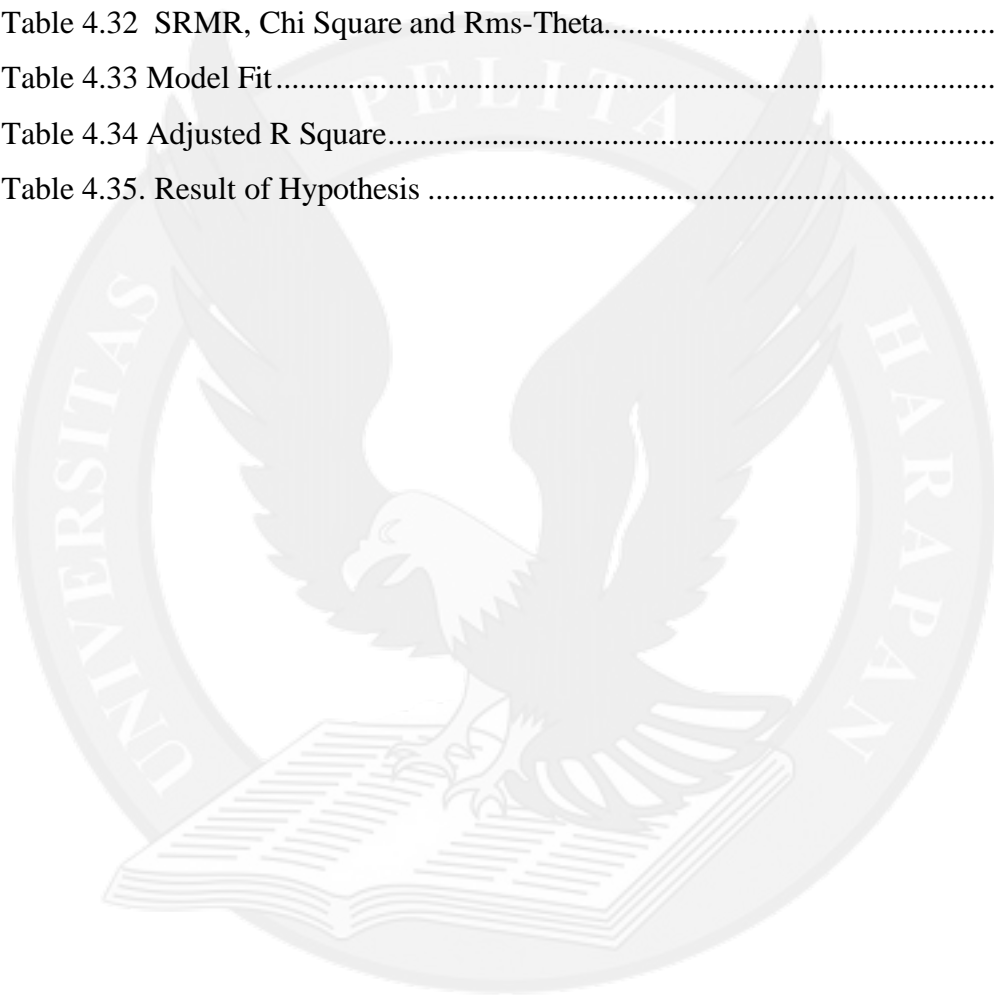 Table 4.32  SRMR, Chi Square and Rms-Theta................................................
Table 4.33 Model Fit..........................................................................................
Table 4.34 Adjusted R Square............................................................................
Table 4.35. Result of Hypothesis .......................................................................
UNIVERSITAS PELITA HARAPAN